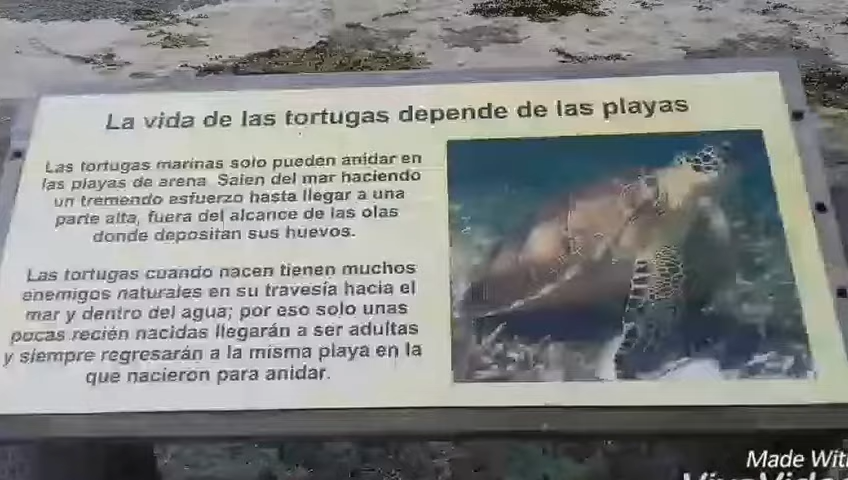 La vida de las tortugas depende de las playas
Las tortugas marinas solo pueden anidar en
las playas de arena. Salen del mar haciendo
un tremendo esfuerzo hasta llegar a una
parte alta, fuera del alcance de las olas
donde depositan sus huevos.
Las tortugas cuando nacen tienen muchos
enemigos naturales en su travesía hacia el
mar y dentro del agua; por eso solo unas
pocas recién nacidas llegarán a ser adultas
y siempre regresarán a la misma playa en la
que nacieron para anidar.
Made With
VivaVideo